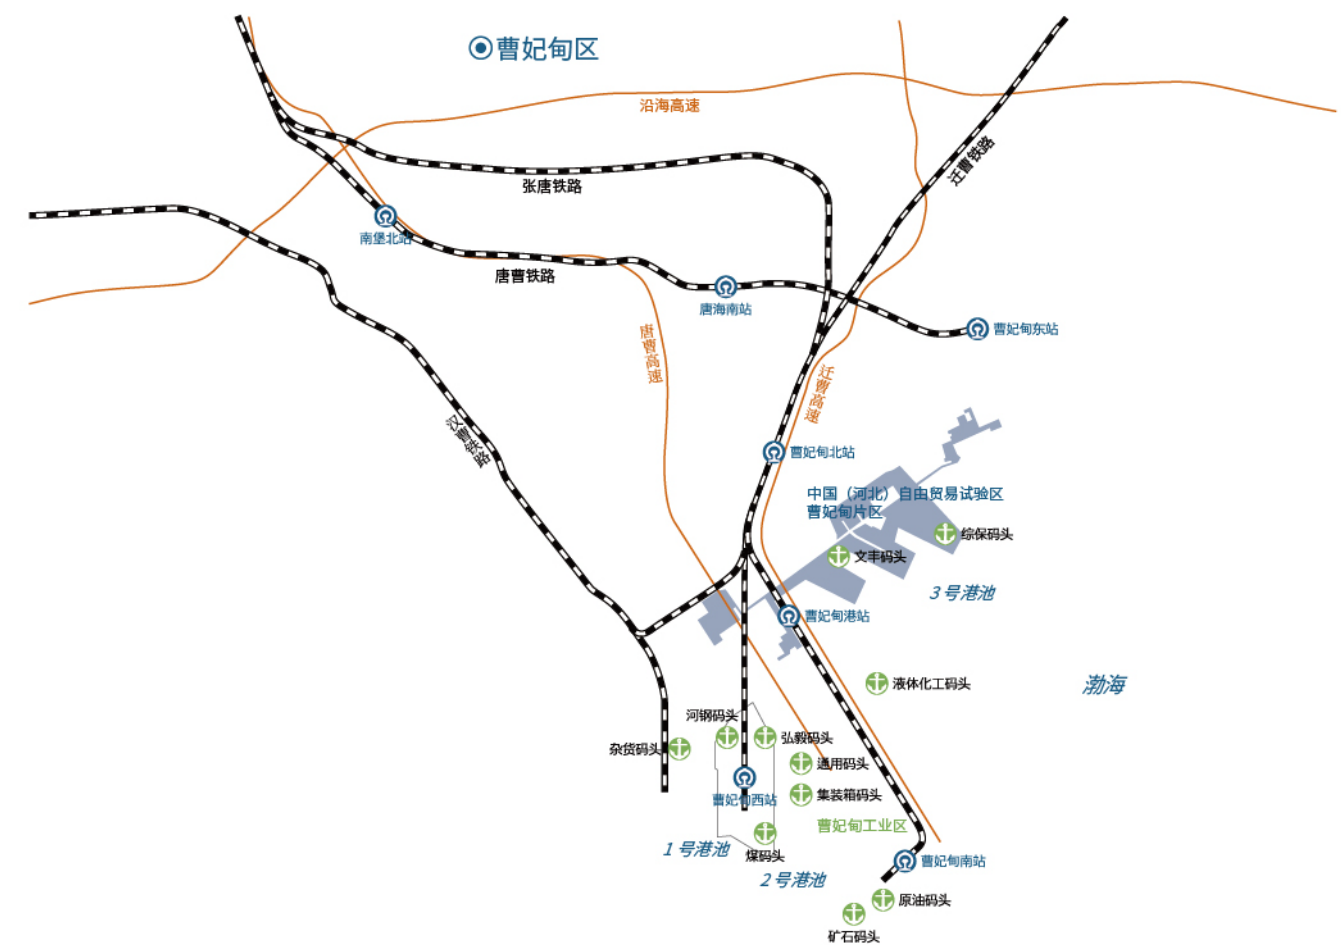 曹妃甸区
沿海高速
迁曹铁路
张唐铁路
南堡北站
唐曹铁路
唐海南站
曹妃甸东站
唐曹高速
迁曹高速
汉曹铁路
曹妃甸北站
中国（河北）自由贸易试验区
曹妃甸片区
综保码头
文丰码头
3号港池
曹妃甸港站
液体化工码头
渤海
河钢码头
弘毅码头
杂货码头
通用码头
曹妃甸西站
集装箱码头
曹妃甸工业区
1号港池
煤码头
曹妃甸南站
2号港池
原油码头
矿石码头